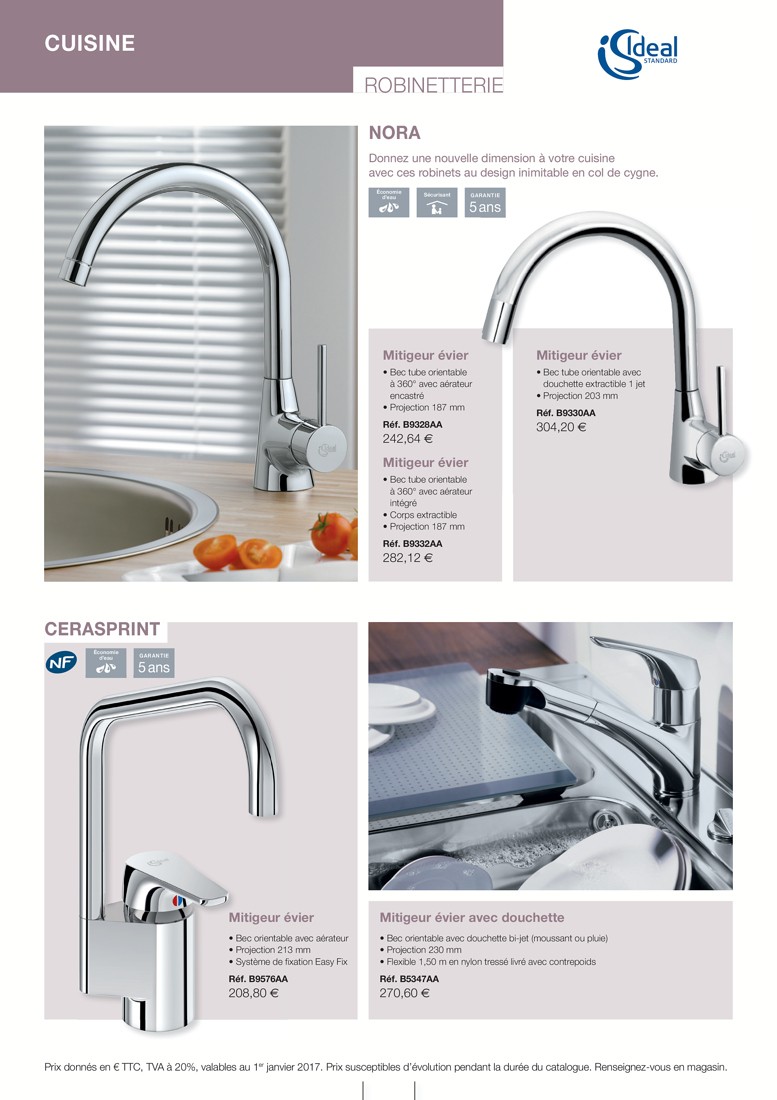 CUISINE
Ideal
STANDARD
ROBINETTERIE
NORA
Donnez une nouvelle dimension à votre cuisine
avec ces robinets au design inimitable en col de cygne.
Économie
d'eau
Sécurisant
GARANTIE
5 ans
Mitigeur évier
• Bec tube orientable
à 360° avec aérateur
encastré
• Projection 187 mm
Réf. B9328AA
242,64 €
Mitigeur évier
• Bec tube orientable
à 360° avec aérateur
intégré
• Corps extractible
• Projection 187 mm
Réf. B9332AA
282,12 €
Mitigeur évier
• Bec tube orientable avec
douchette extractible 1 jet
• Projection 203 mm
Réf. B9330AA
304,20 €
CERASPRINT
NF
Économie
d'eau
GARANTIE
5 ans
Mitigeur évier
• Bec orientable avec aérateur
• Projection 213 mm
• Système de fixation Easy Fix
Réf. B9576AA
208,80 €
Mitigeur évier avec douchette
• Bec orientable avec douchette bi-jet (moussant ou pluie)
• Projection 230 mm
• Flexible 1,50 m en nylon tressé livré avec contrepoids
Réf. B5347AA
270,60 €
Prix donnés en € TTC, TVA à 20%, valables au 1er janvier 2017. Prix susceptibles d'évolution pendant la durée du catalogue. Renseignez-vous en magasin.